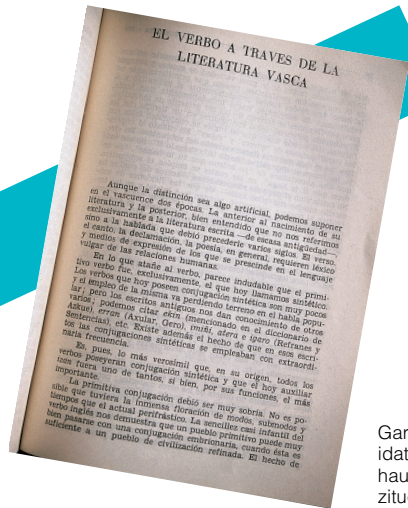 EL VERBO A TRAVES DE LA
LITERATURA VASCA
Aunque la distinción sea algo artificial, podemos suponer
en el vascuence dos épocas. La anterior al nacimiento de su
literatura y la posterior, bien entendido que no nos referimos
exclusivamente a la literatura escrita —de escasa antigüedad—
sino a la hablada que debió precederle varios siglos. El verso,
el canto, la declamación, la poesía, en general, requieren léxico
y medios de expresión de los que se prescinde en el lenguaje
vulgar de las relaciones humanas.
En lo que atañe al verbo, parece indudable que el primi-
tivo verbo fue, exclusivamente, el que hoy llamamos sintético.
Los verbos que hoy poseen conjugación sintética son muy pocos
y el empleo de la misma va perdiendo terreno en el habla popu-
lar; pero los escritores antiguos nos dan conocimiento de otros
varios; podemos citar etxn (mencionado en el diccionario de
Azkue), erran (Axular, Gero), iminí, atera e iparo (Refranes y
Sentencias), etc. Existe además el hecho de que en esos escri-
tos las conjugaciones sintéticas se empleaban con extraordi-
naria frecuencia.
Es, pues, lo más verosímil que, en su origen, todos los
verbos poseyeran conjugación sintética y que el hoy auxiliar
fuera uno de tantos, si bien, por sus funciones, el más
importante.
La primitiva conjugación debió ser muy sobria. No es po-
sible que tuviera la inmensa floración de modos, submodos y
tiempos que el actual perifrástico. La sencillez casi infantil del
verbo inglés nos demuestra que un pueblo primitivo puede muy
bien pasarse con una conjugación embrionaria, cuando ésta es
suficiente a un pueblo de civilización refinada. El hecho de
Gar
idat
hau
zitu